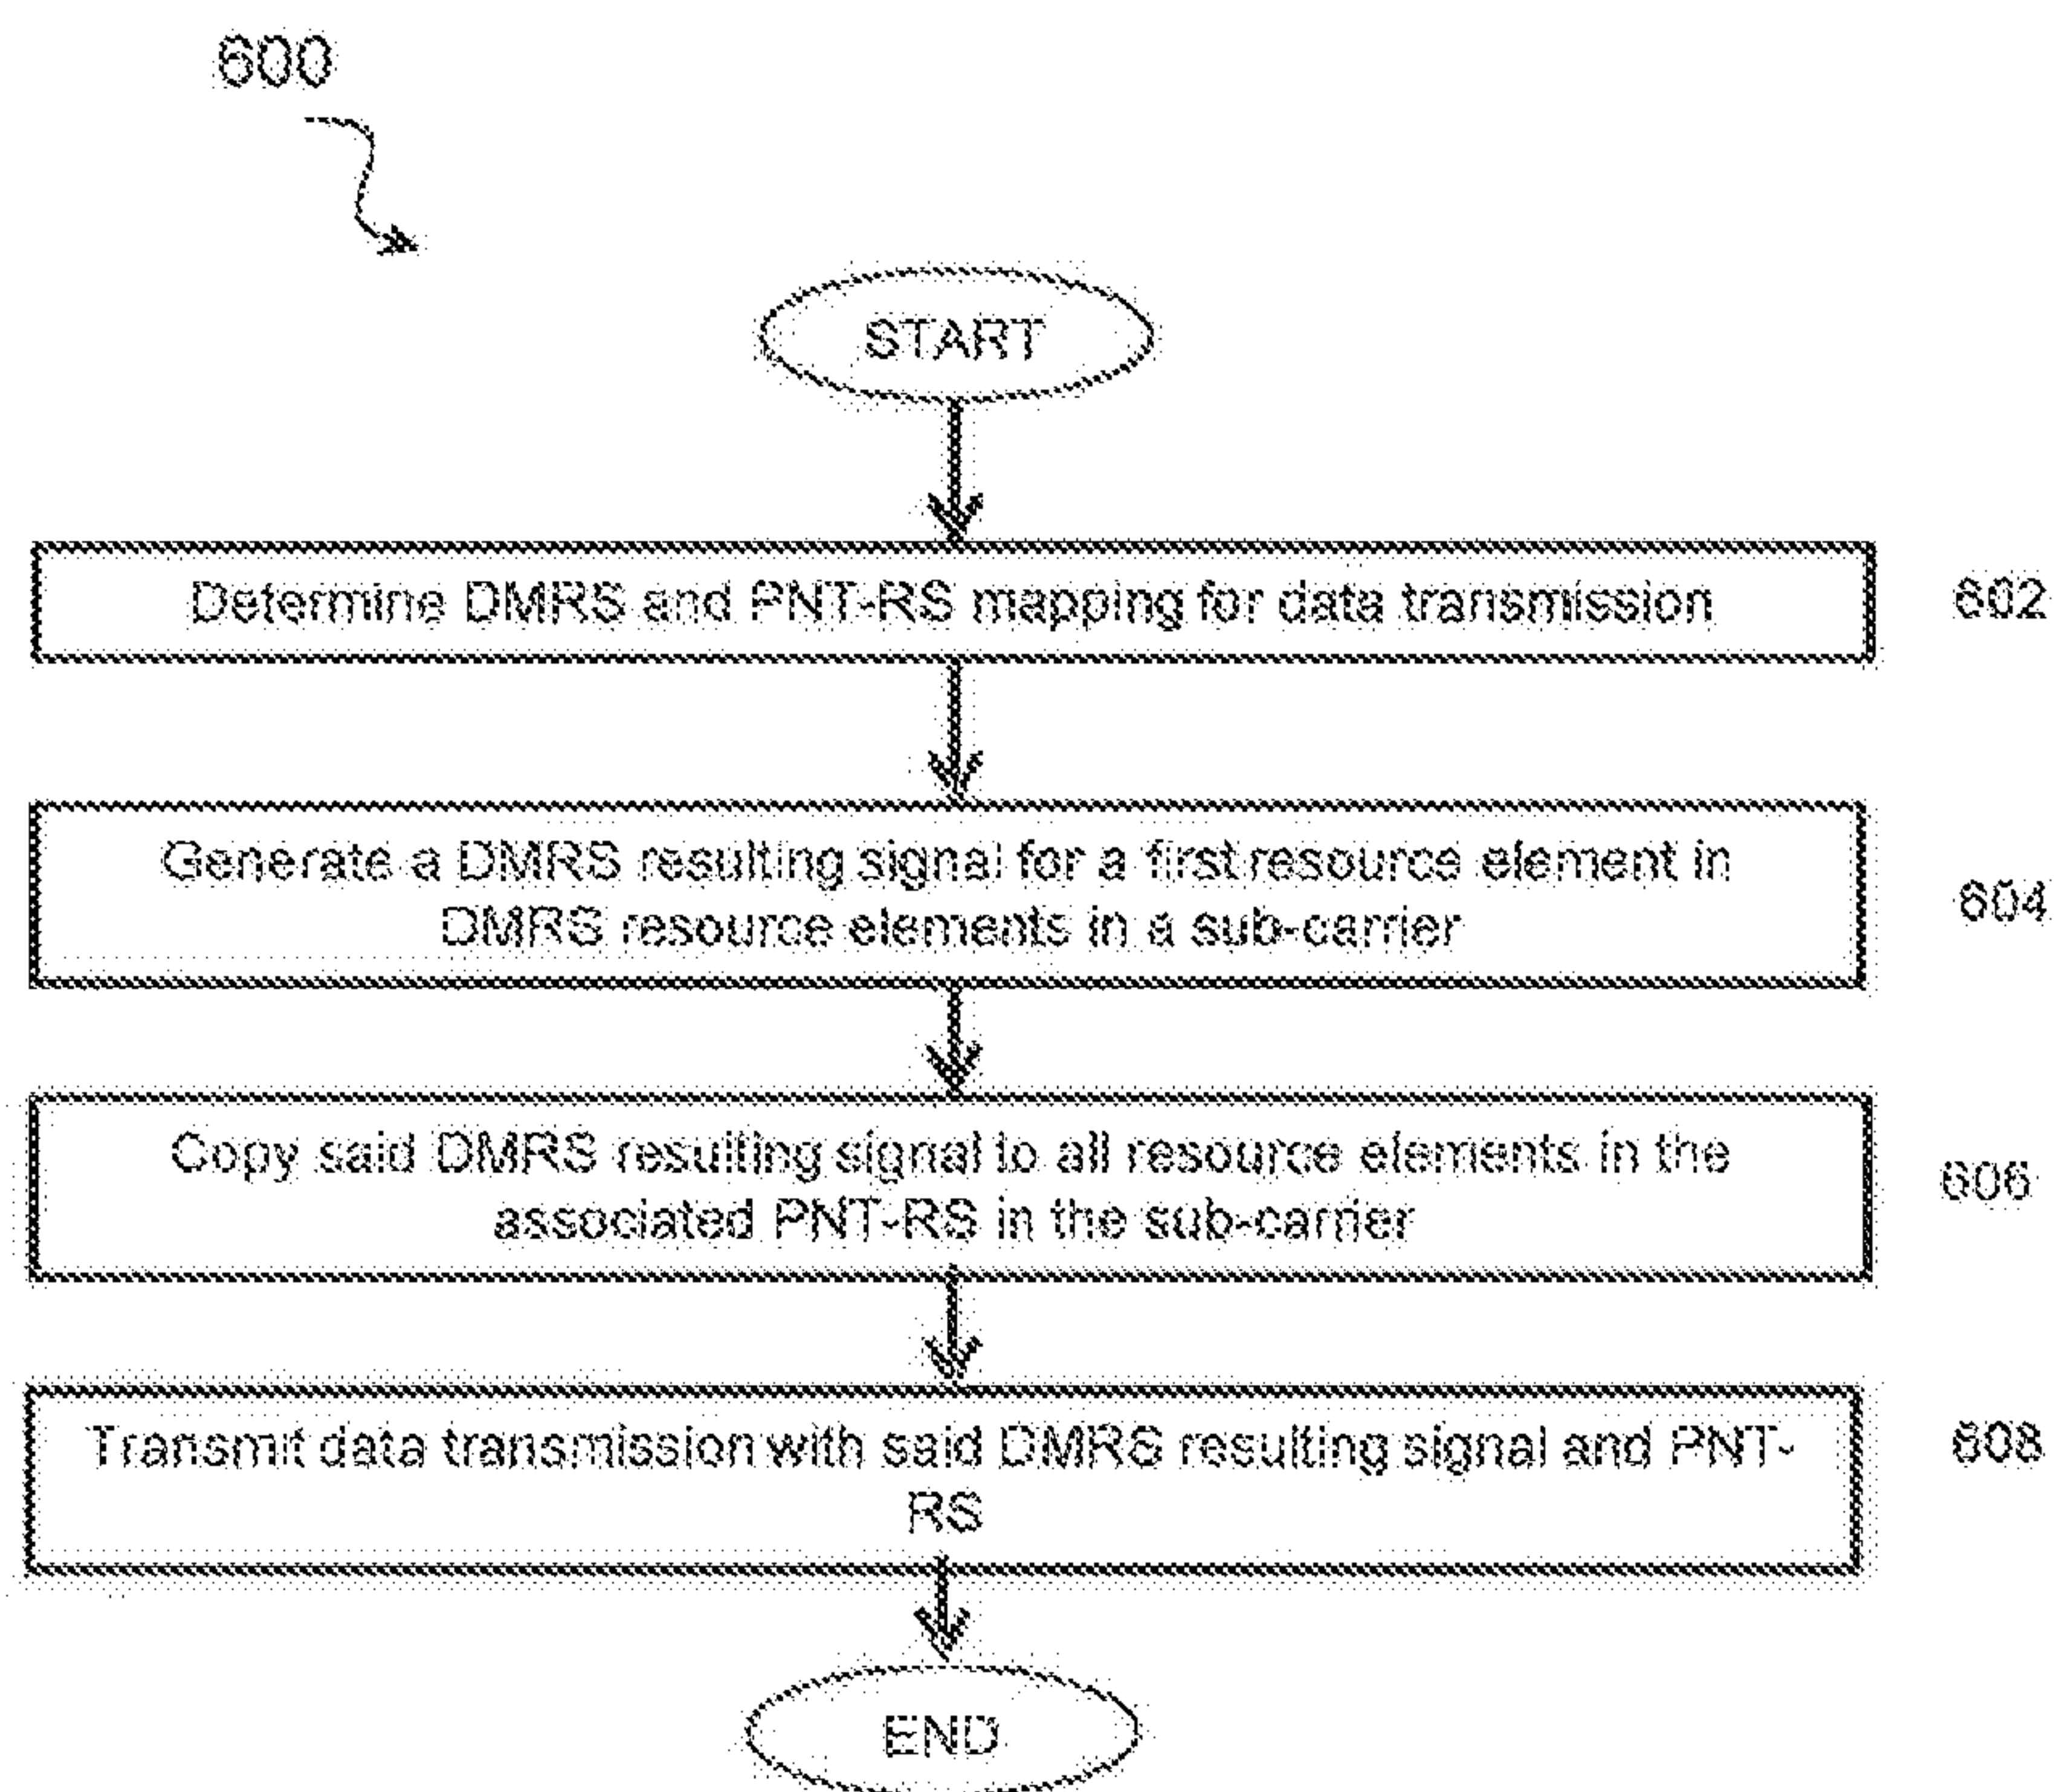 600
START
Determine DMRS and PNT-RS mapping for data transmission
602
Generate a DMRS resulting signal for a first resource element in
DMRS resource elements in a sub-carrier
604
Copy said DMRS resulting signal to all resource elements in the
associated PNT-RS in the sub-carrier
606
Transmit data transmission with said DMRS resulting signal and PNT-
RS
608
END